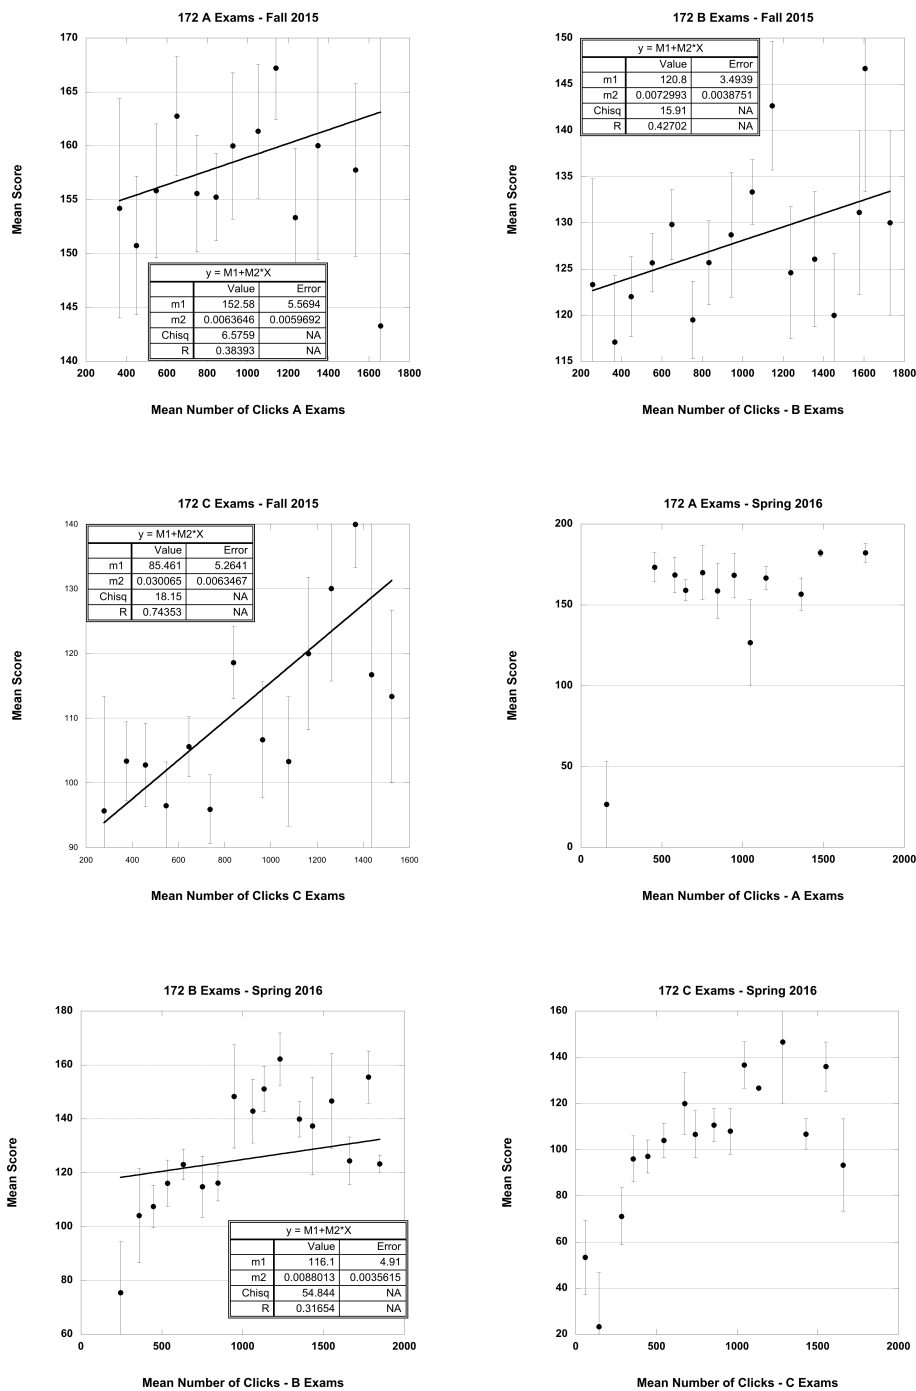 172 A Exams - Fall 2015
170
165
160
155
150
145
140
Mean Score
y = M1+M2*X
Value Error
m1 152.58 5.5694
m2 0.0063646 0.0059692
Chisq 6.5759 NA
R 0.38393 NA
200 400 600 800 1000 1200 1400 1600 1800
Mean Number of Clicks A Exams
172 B Exams - Fall 2015
150
145
140
135
130
125
120
115
Mean Score
y = M1+M2*X
Value Error
m1 120.8 3.4939
m2 0.0072993 0.0038751
Chisq 15.91 NA
R 0.42702 NA
200 400 600 800 1000 1200 1400 1600 1800
Mean Number of Clicks - B Exams
172 C Exams - Fall 2015
140
130
120
110
100
90
Mean Score
y = M1+M2*X
Value Error
m1 85.461 5.2641
m2 0.030065 0.0063467
Chisq 18.15 NA
R 0.74353 NA
200 400 600 800 1000 1200 1400 1600
Mean Number of Clicks C Exams
172 A Exams - Spring 2016
200
150
100
50
0
Mean Score
0 500 1000 1500 2000
Mean Number of Clicks - A Exams
172 B Exams - Spring 2016
180
160
140
120
100
80
60
Mean Score
y = M1+M2*X
Value Error
m1 116.1 4.91
m2 0.0088013 0.0035615
Chisq 54.844 NA
R 0.31654 NA
0 500 1000 1500 2000
Mean Number of Clicks - B Exams
172 C Exams - Spring 2016
160
140
120
100
80
60
40
20
Mean Score
0 500 1000 1500 2000
Mean Number of Clicks - C Exams